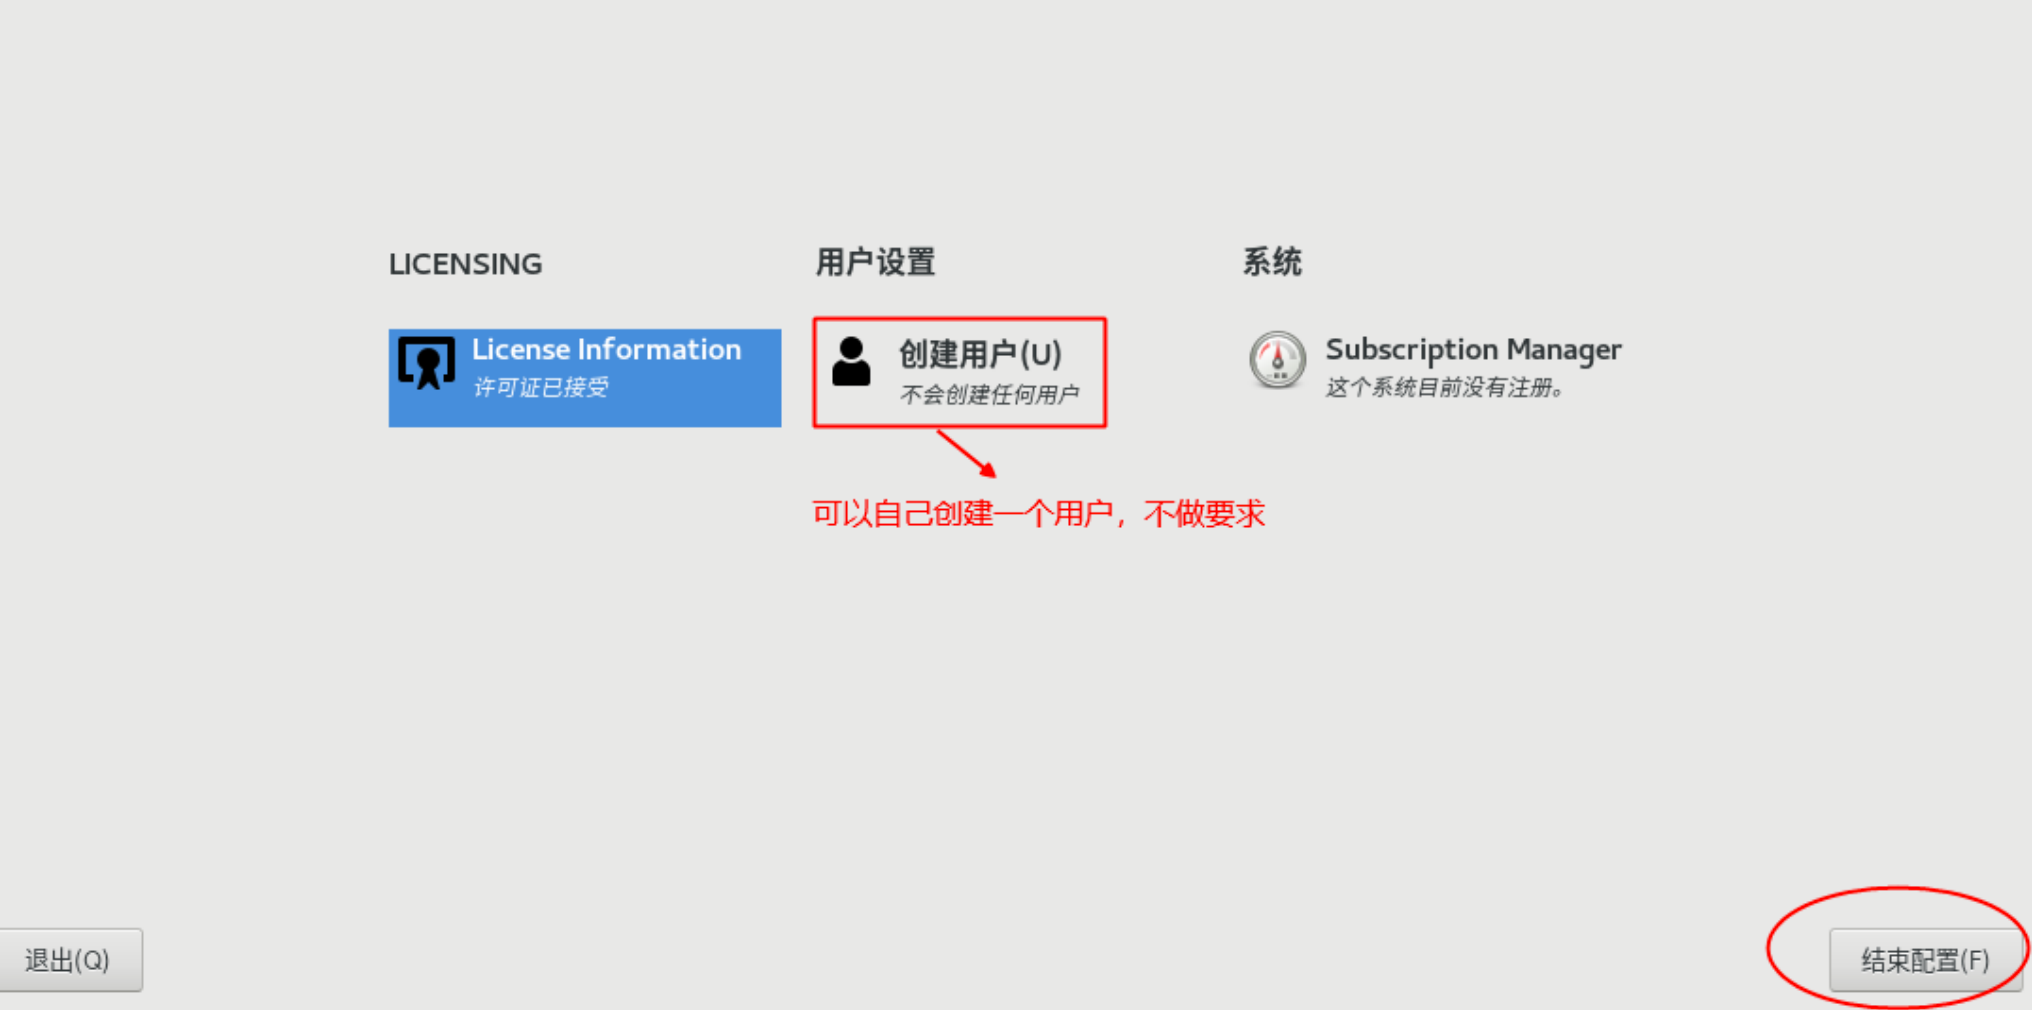 LICENSING
License Information
许可证已接受
用户设置
创建用户(U)
不会创建任何用户
可以自己创建一个用户，不做要求
系统
Subscription Manager
这个系统目前没有注册。
退出(Q)
结束配置(F)